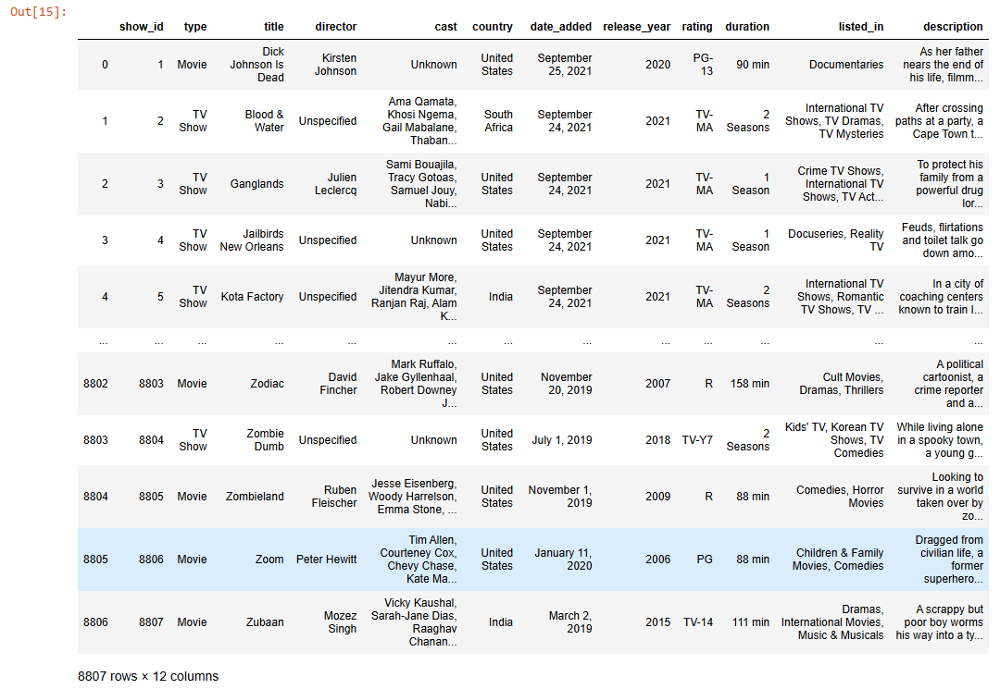 Out[15]:
show_id type title director cast country date_added release_year rating duration listed_in description
0 1 Movie Dick Johnson Is Dead Kirsten Johnson Unknown United States September 25, 2021 2020 PG-13 90 min Documentaries As her father nears the end of his life, filmm...
1 2 TV Show Blood & Water Unspecified Ama Qamata, Khosi Ngema, Gail Mabalane, Thaban... South Africa September 24, 2021 2021 TV-MA 2 Seasons International TV Shows, TV Dramas, TV Mysteries After crossing paths at a party, a Cape Town t...
2 3 TV Show Ganglands Julien Leclercq Sami Bouajila, Tracy Gotoas, Samuel Jouy, Nabi... United States September 24, 2021 2021 TV-MA 1 Season Crime TV Shows, International TV Shows, TV Act... To protect his family from a powerful drug lor...
3 4 TV Show Jailbirds New Orleans Unspecified Unknown United States September 24, 2021 2021 TV-MA 1 Season Docuseries, Reality TV Feuds, flirtations and toilet talk go down amo...
4 5 TV Show Kota Factory Unspecified Mayur More, Jitendra Kumar, Ranjan Raj, Alam K... India September 24, 2021 2021 TV-MA 2 Seasons International TV Shows, Romantic TV Shows, TV ... In a city of coaching centers known to train I...
... ... ... ... ... ... ... ... ... ... ... ... ...
8802 8803 Movie Zodiac David Fincher Mark Ruffalo, Jake Gyllenhaal, Robert Downey J... United States November 20, 2019 2007 R 158 min Cult Movies, Dramas, Thrillers A political cartoonist, a crime reporter and a...
8803 8804 TV Show Zombie Dumb Unspecified Unknown United States July 1, 2019 2018 TV-Y7 2 Seasons Kids' TV, Korean TV Shows, TV Comedies While living alone in a spooky town, a young g...
8804 8805 Movie Zombieland Ruben Fleischer Jesse Eisenberg, Woody Harrelson, Emma Stone, ... United States November 1, 2019 2009 R 88 min Comedies, Horror Movies Looking to survive in a world taken over by zo...
8805 8806 Movie Zoom Peter Hewitt Tim Allen, Courteney Cox, Chevy Chase, Kate Ma... United States January 11, 2020 2006 PG 88 min Children & Family Movies, Comedies Dragged from civilian life, a former superhero...
8806 8807 Movie Zubaan Mozez Singh Vicky Kaushal, Sarah-Jane Dias, Raaghav Chanan... India March 2, 2019 2015 TV-14 111 min Dramas, International Movies, Music & Musicals A scrappy but poor boy worms his way into a ty...
8807 rows × 12 columns